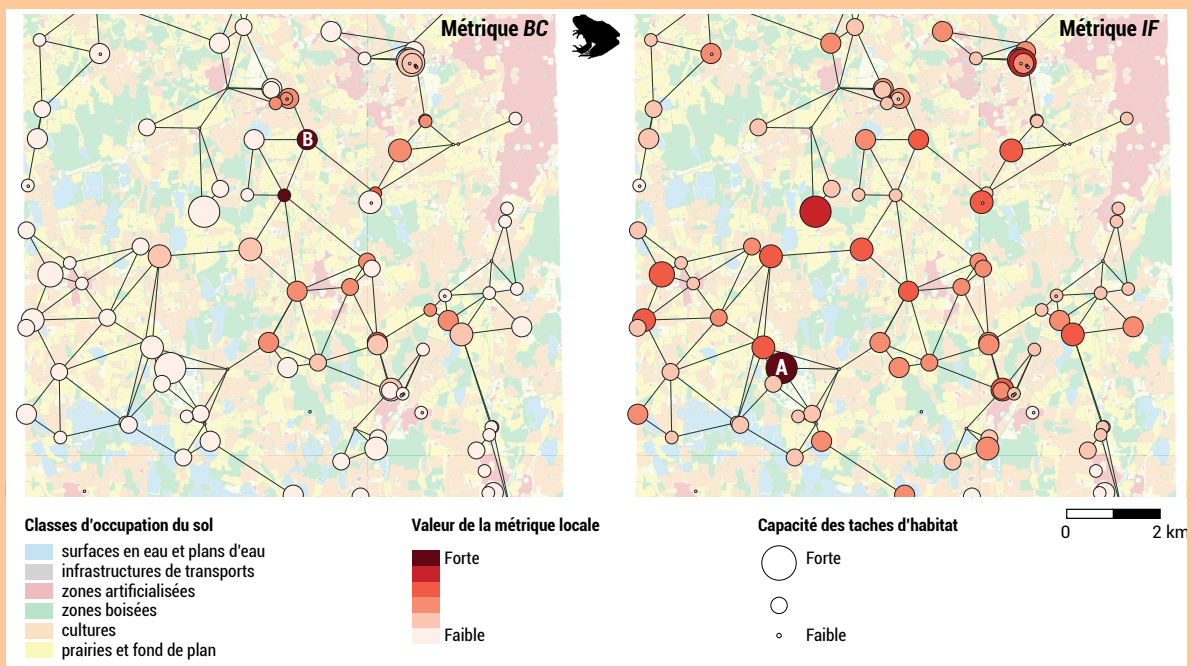 Métrique BC
Métrique IF
B
A
Classes d'occupation du sol
surfaces en eau et plans d'eau
infrastructures de transports
zones artificialisées
zones boisées
cultures
prairies et fond de plan
Valeur de la métrique locale
Forte
Faible
Capacité des taches d'habitat
Forte
Faible
0 2 km